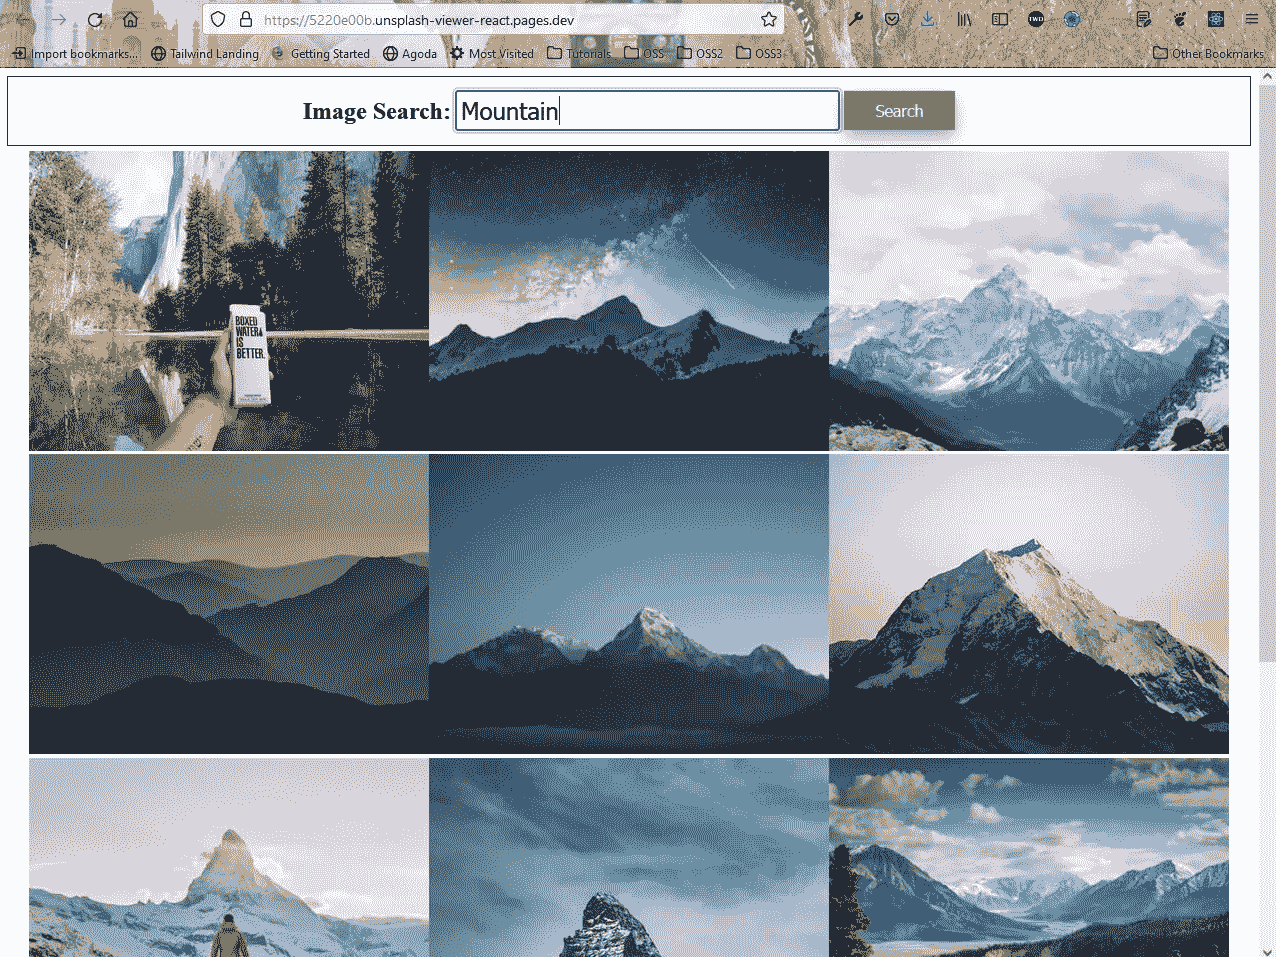 https://5220e00b.unsplash-viewer-react.pages.dev
TWD
Import bookmarks... Tailwind Landing Getting Started Agoda Most Visited Tutorials OSS OSS2 OSS3 Other Bookmarks
Image Search: Mountain Search
BOXED
WATER
IS
BETTER.